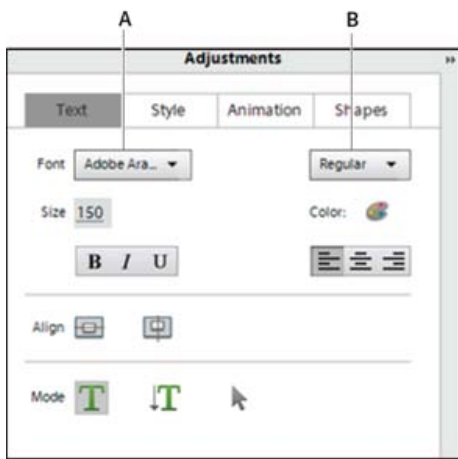 A B
Adjustments
Text Style Animation Shapes
Font Adobe Ara... Regular
Size 150 Color:
B I U
Align
Mode T T